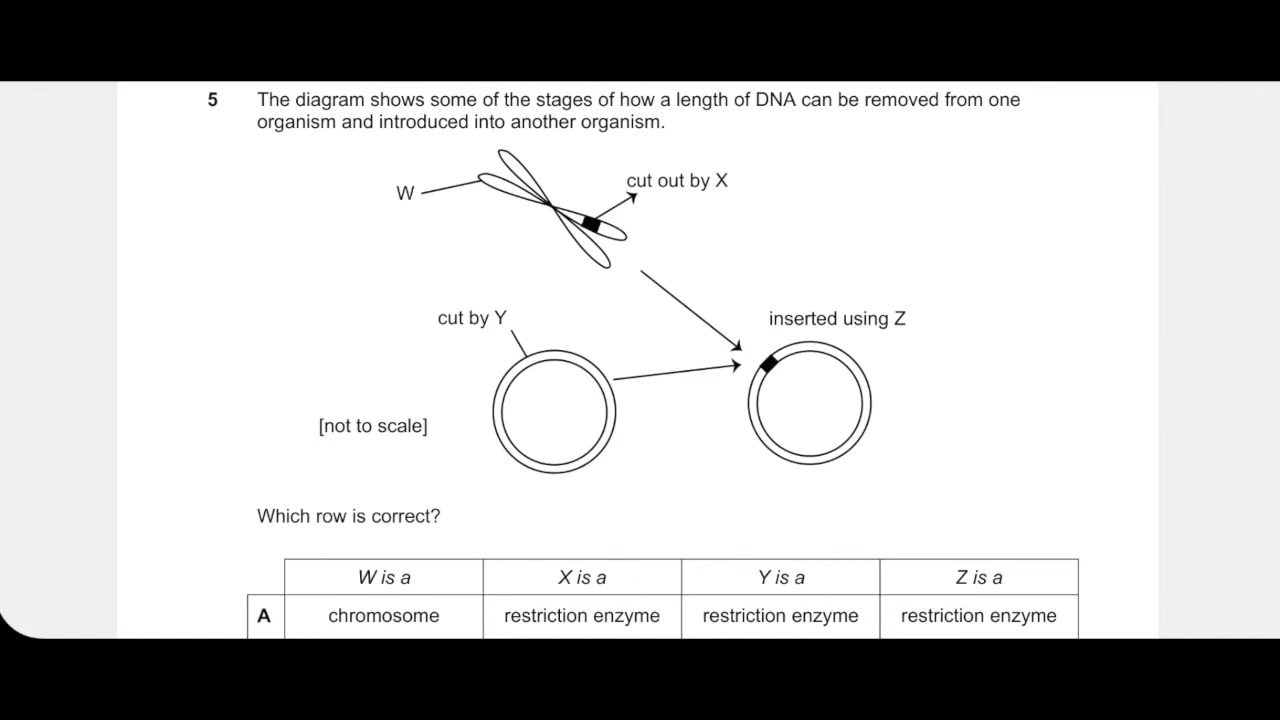 5 The diagram shows some of the stages of how a length of DNA can be removed from one
organism and introduced into another organism.
cut out by X
W
cut by Y
inserted using Z
[not to scale]
Which row is correct?
W is a X is a Y is a Z is a
A chromosome restriction enzyme restriction enzyme restriction enzyme